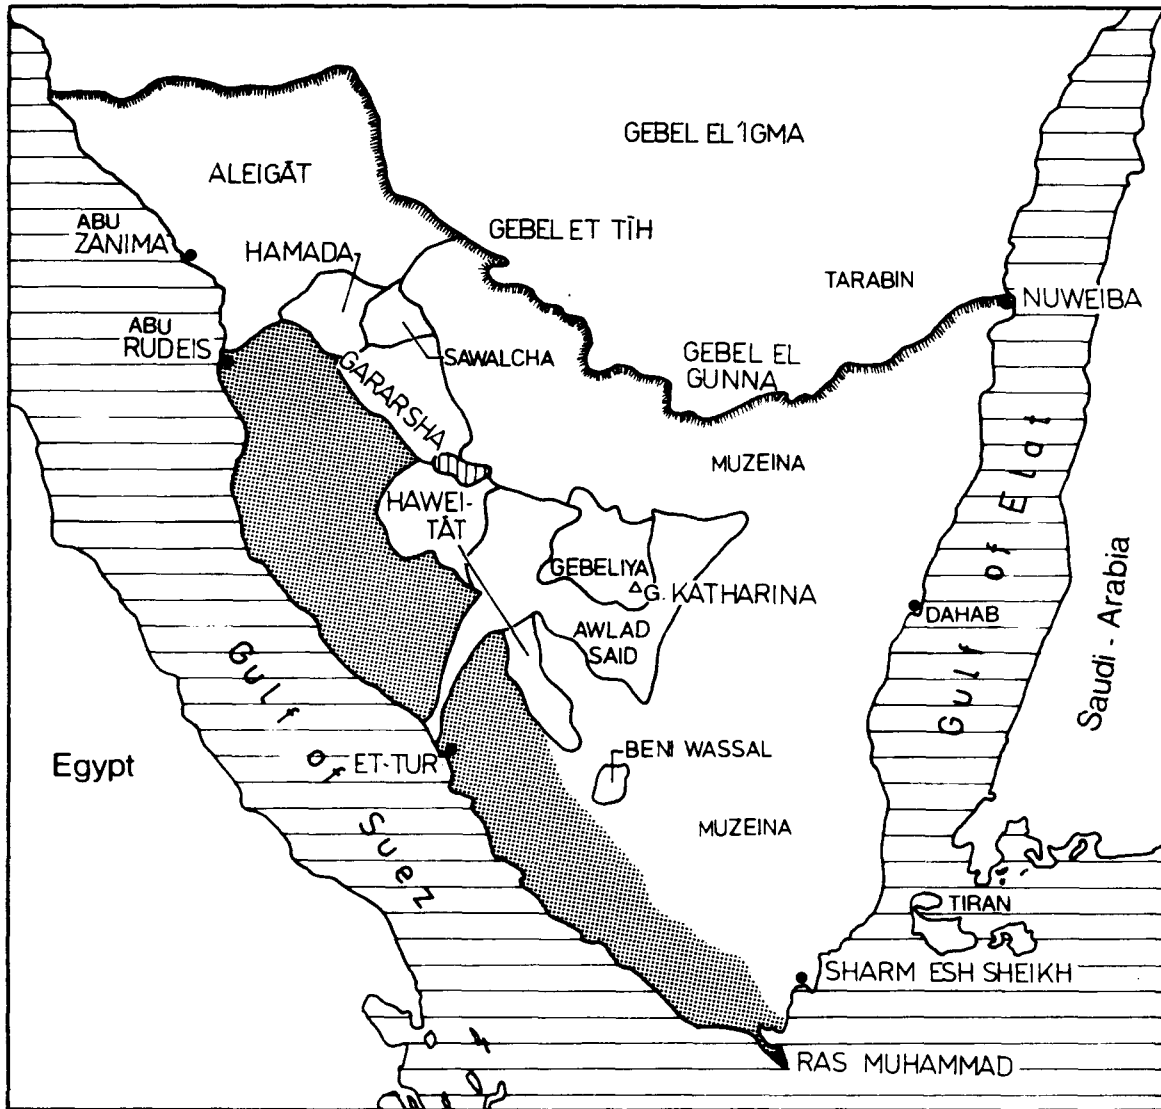 GEBEL EL 'IGMA
ALEIGĀT
ABU
ZANIMA
GEBEL ET TĪH
HAMADA
TARABIN
NUWEIBA
ABU
RUDEIS
SAWALCHA
GEBEL EL
GUNNA
GARARSHA
MUZEINA
HAWEI-
TĀT
GEBELIYA
G. KATHARINA
AWLAD
SAID
DAHAB
Gulf of Elat
Saudi - Arabia
Gulf of Suez
Egypt
ET-TUR
BENI WASSAL
MUZEINA
TIRAN
SHARM ESH SHEIKH
RAS MUHAMMAD